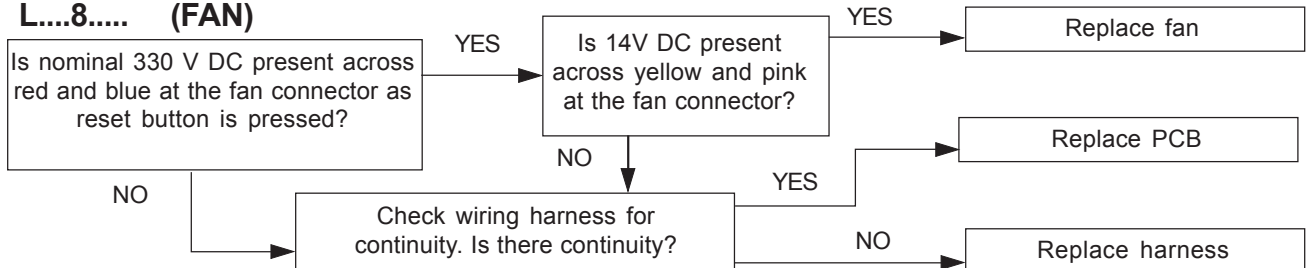 L....8..... (FAN)
Is nominal 330 V DC present across
red and blue at the fan connector as
reset button is pressed?
YES
Is 14V DC present
across yellow and pink
at the fan connector?
YES
Replace fan
NO
NO
Check wiring harness for
continuity. Is there continuity?
YES
Replace PCB
NO
Replace harness